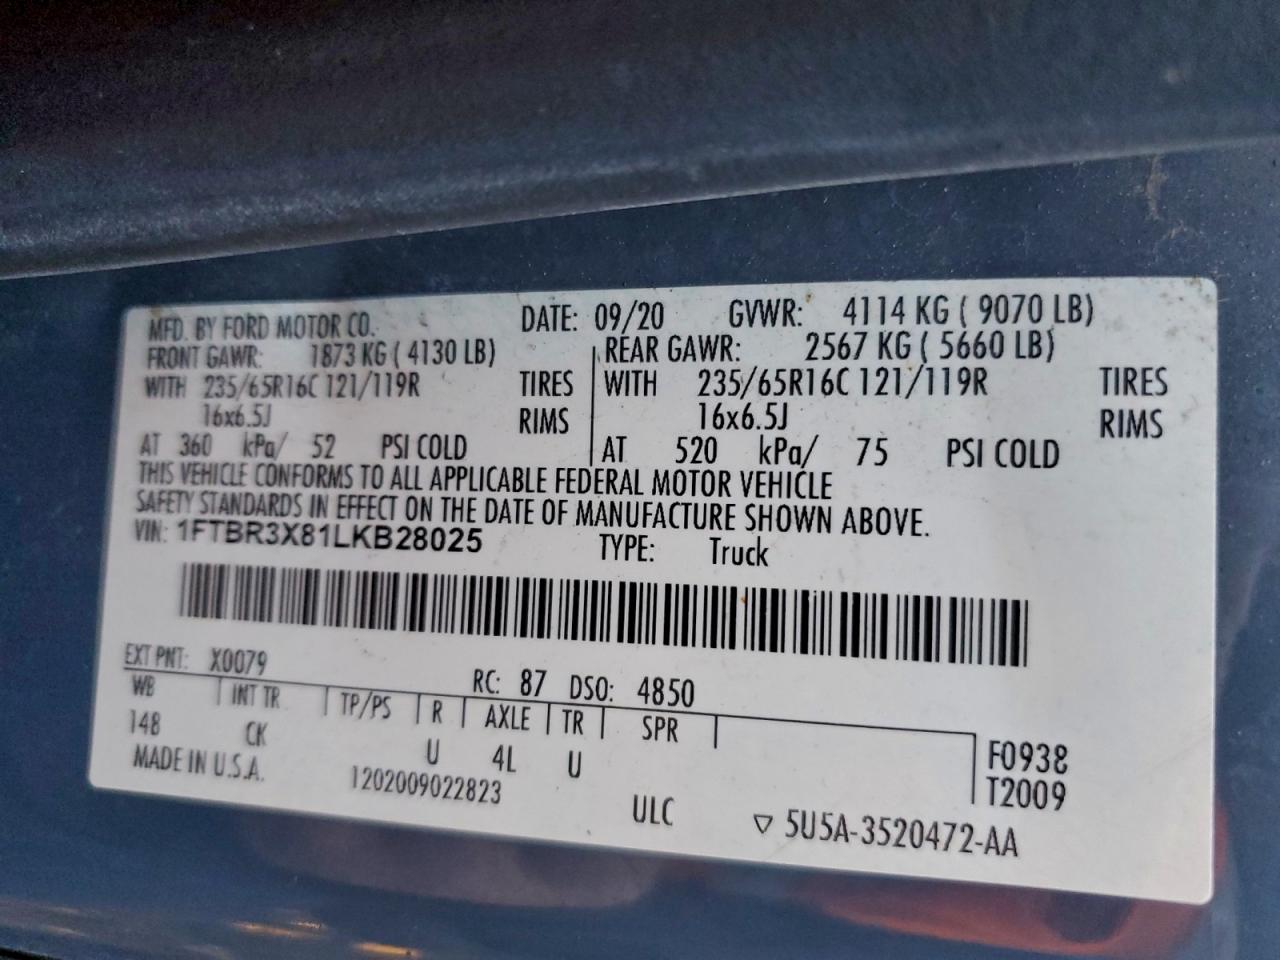 MFD. BY FORD MOTOR CO. DATE: 09/20 GVWR: 4114 KG ( 9070 LB)
FRONT GAWR: 1873 KG ( 4130 LB) REAR GAWR: 2567 KG ( 5660 LB)
WITH 235/65R16C 121/119R TIRES WITH 235/65R16C 121/119R TIRES
16x6.5J RIMS 16x6.5J RIMS
AT 360 kPa/ 52 PSI COLD AT 520 kPa/ 75 PSI COLD
THIS VEHICLE CONFORMS TO ALL APPLICABLE FEDERAL MOTOR VEHICLE
SAFETY STANDARDS IN EFFECT ON THE DATE OF MANUFACTURE SHOWN ABOVE.
VIN: 1FTBR3X81LKB28025 TYPE: Truck
EXT PNT: X0079 RC: 87 DSO: 4850
WB INT TR TP/PS R AXLE TR SPR
148 CK U 4L U F0938
T2009
MADE IN U.S.A. 1202009022823 ULC ▽ 5U5A-3520472-AA